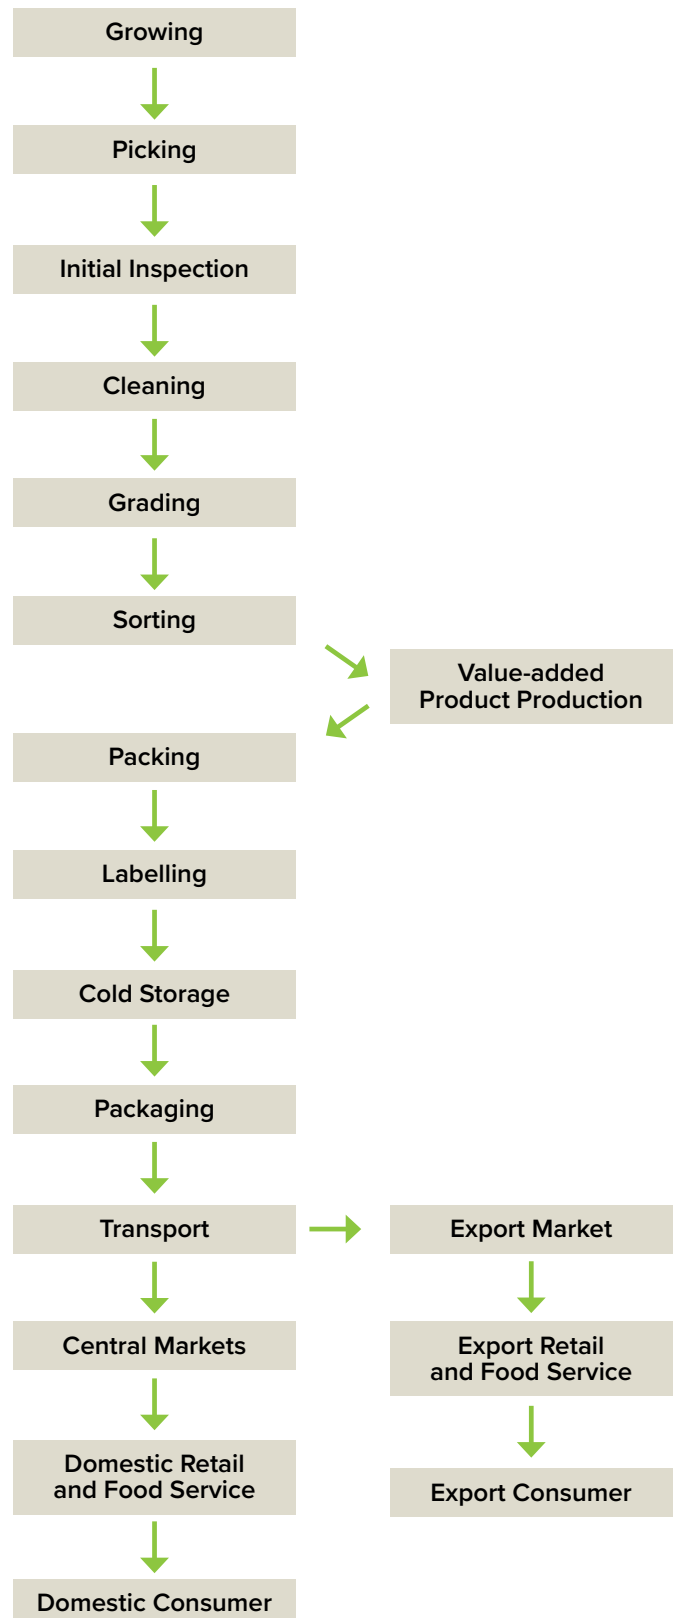 Growing
Picking
Initial Inspection
Cleaning
Grading
Sorting
Value-added
Product Production
Packing
Labelling
Cold Storage
Packaging
Transport
Export Market
Central Markets
Export Retail
and Food Service
Domestic Retail
and Food Service
Export Consumer
Domestic Consumer